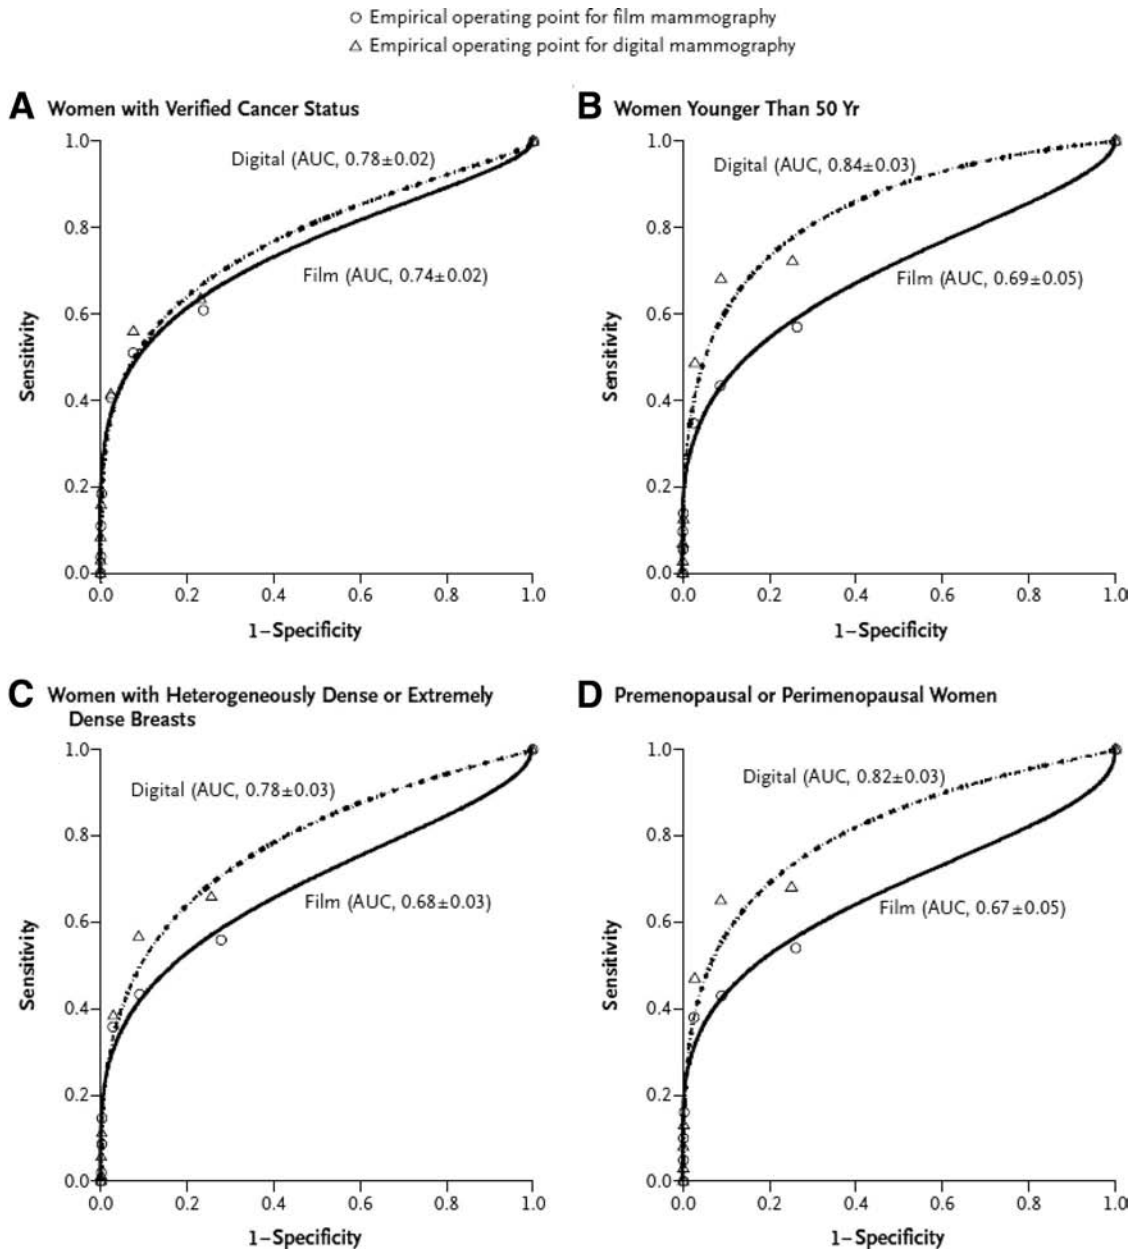 ○ Empirical operating point for film mammography
△ Empirical operating point for digital mammography
A Women with Verified Cancer Status
1.0
0.8
0.6
0.4
0.2
0.0
Sensitivity
Digital (AUC, 0.78±0.02)
Film (AUC, 0.74±0.02)
0.0 0.2 0.4 0.6 0.8 1.0
1–Specificity
B Women Younger Than 50 Yr
1.0
0.8
0.6
0.4
0.2
0.0
Sensitivity
Digital (AUC, 0.84±0.03)
Film (AUC, 0.69±0.05)
0.0 0.2 0.4 0.6 0.8 1.0
1–Specificity
C Women with Heterogeneously Dense or Extremely
Dense Breasts
1.0
0.8
0.6
0.4
0.2
0.0
Sensitivity
Digital (AUC, 0.78±0.03)
Film (AUC, 0.68±0.03)
0.0 0.2 0.4 0.6 0.8 1.0
1–Specificity
D Premenopausal or Perimenopausal Women
1.0
0.8
0.6
0.4
0.2
0.0
Sensitivity
Digital (AUC, 0.82±0.03)
Film (AUC, 0.67±0.05)
0.0 0.2 0.4 0.6 0.8 1.0
1–Specificity